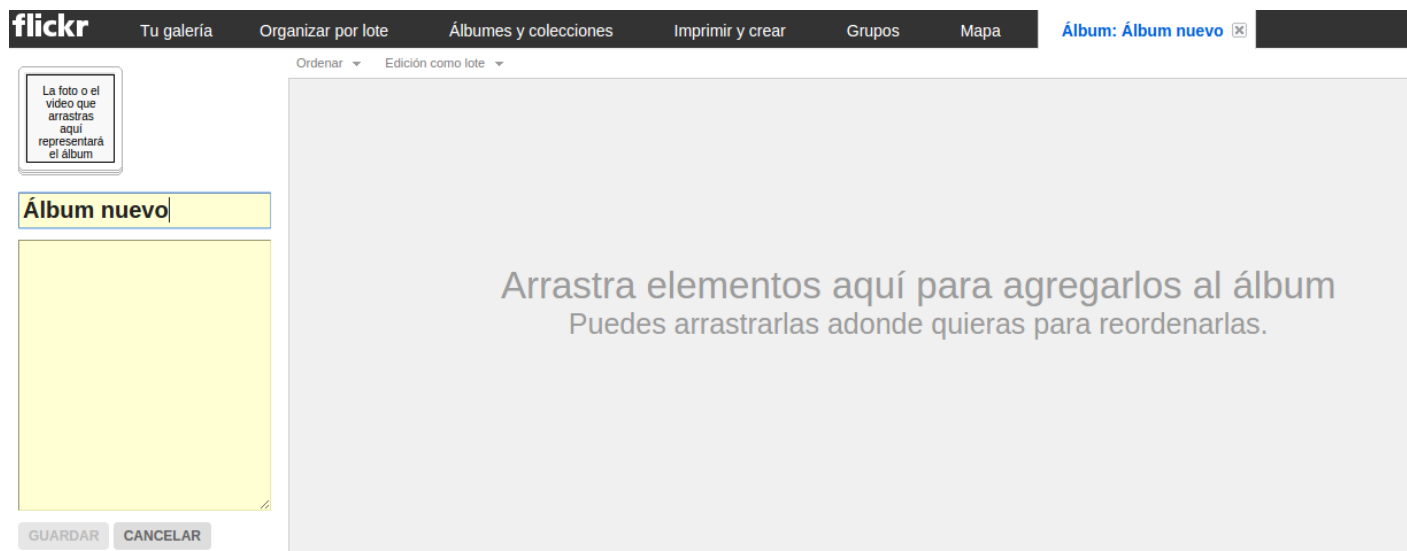 flickr Tu galería Organizar por lote Álbumes y colecciones Imprimir y crear Grupos Mapa Álbum: Álbum nuevo
Ordenar Edición como lote
La foto o el
video que
arrastras
aquí
representará
el álbum
Álbum nuevo
Arrastra elementos aquí para agregarlos al álbum
Puedes arrastrarlas adonde quieras para reordenarlas.
GUARDAR CANCELAR